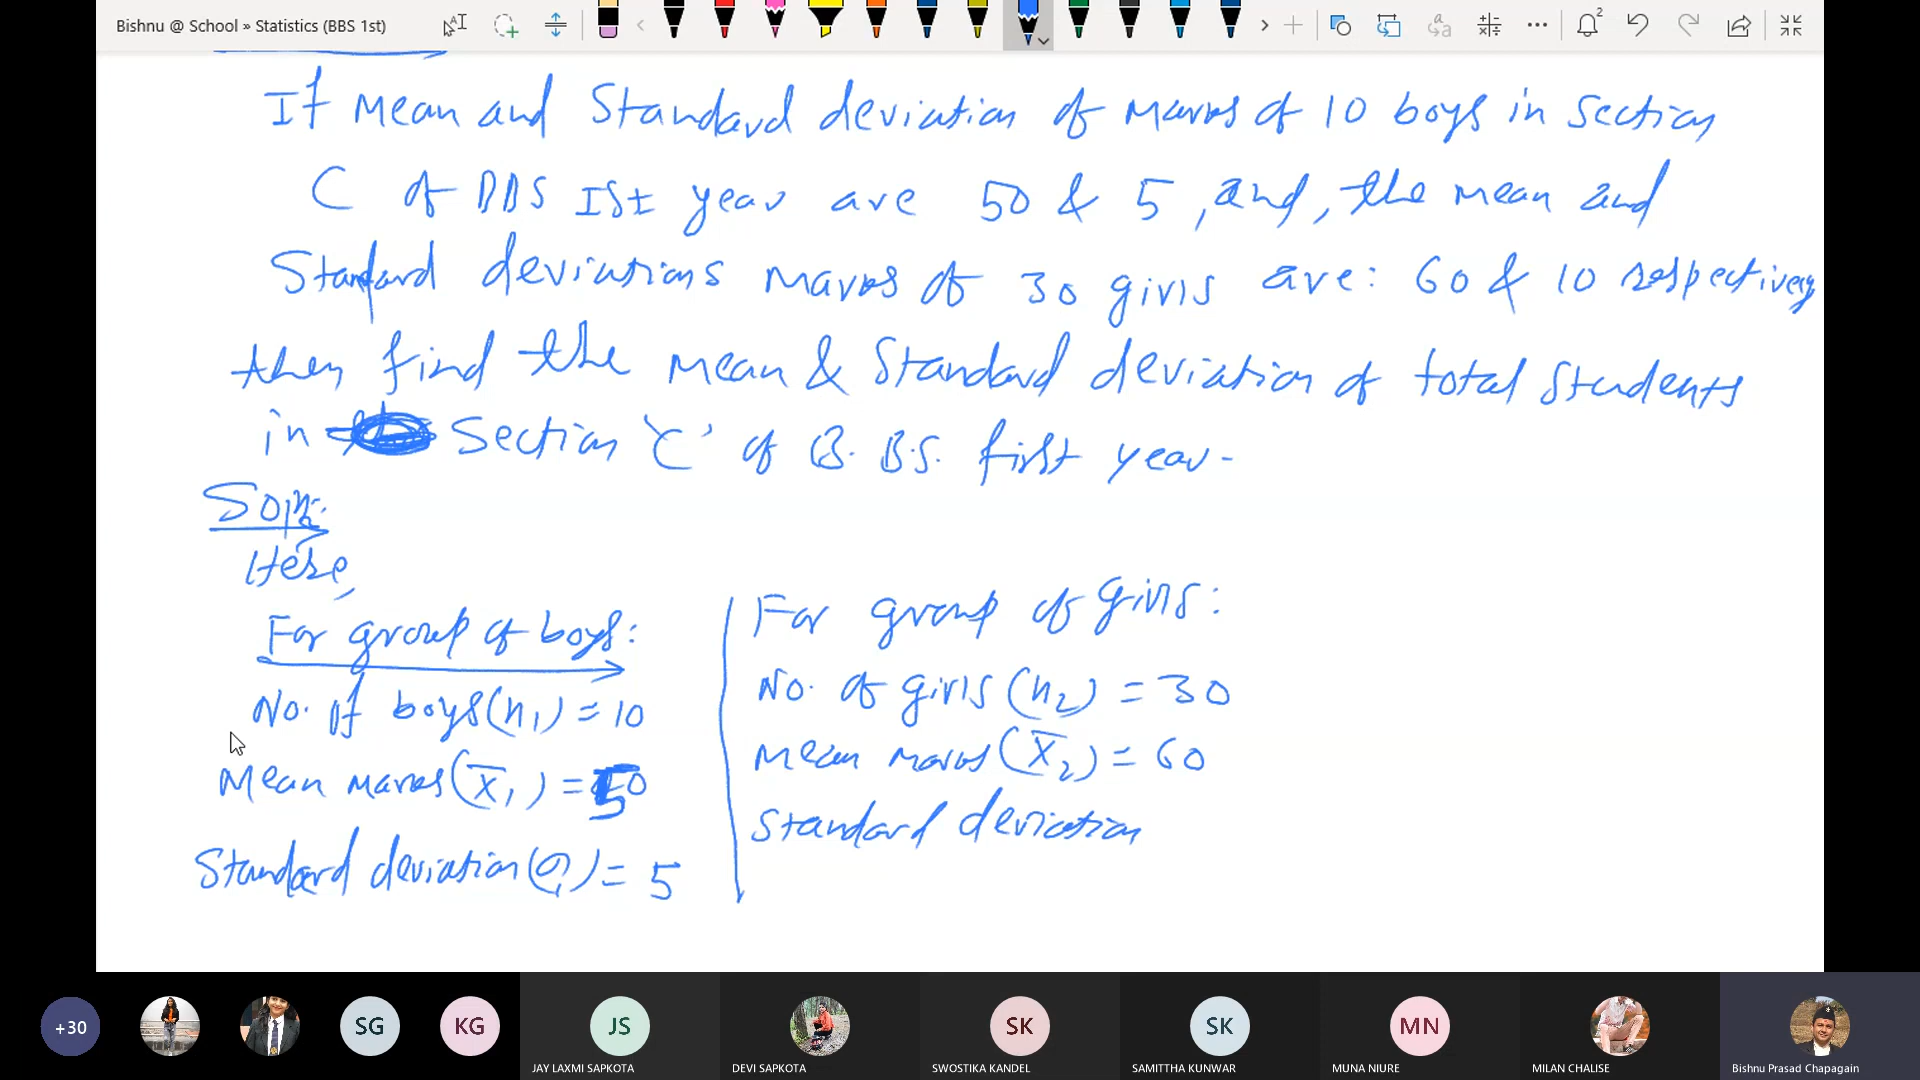 Bishnu @ School » Statistics (BBS 1st)
If Mean and Standard deviation of Marks of 10 boys in section
C of BBS Ist year are 50 & 5, and, the mean and
Standard deviations marks of 30 girls are: 60 & 10 respectively
then find the Mean & Standard deviation of total Students
in Section 'C' of B.B.S. first year.
Soln:
Here,
For group of boys:
No. of boys (n1) = 10
Mean marks (X̄1) = 50
Standard deviation (σ1) = 5
For group of girls:
No. of girls (n2) = 30
Mean marks (X̄2) = 60
Standard deviation
+30
SG
KG
JS
JAY LAXMI SAPKOTA
DEVI SAPKOTA
SK
SWOSTIKA KANDEL
SK
SAMITTHA KUNWAR
MN
MUNA NIURE
MILAN CHALISE
Bishnu Prasad Chapagain